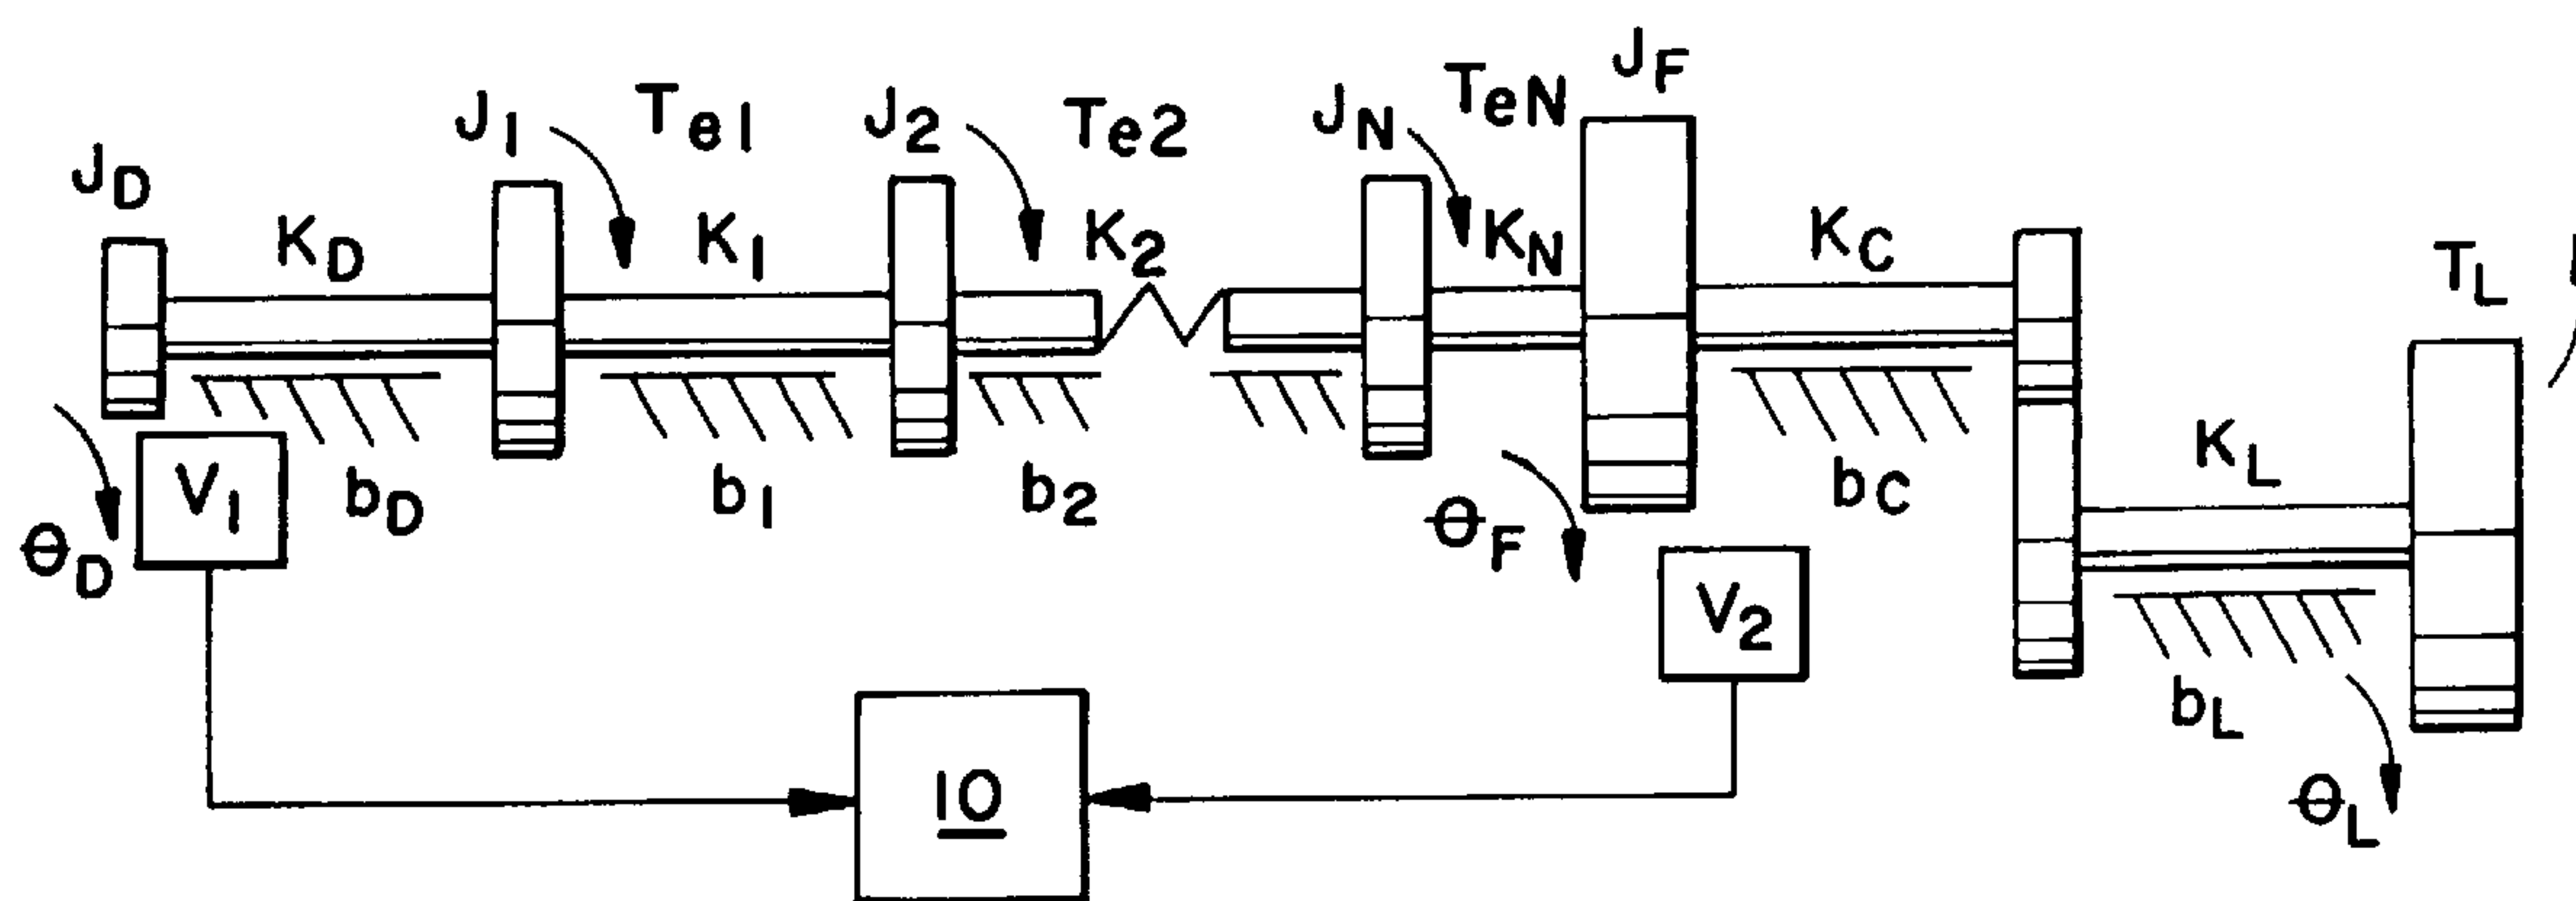 J_F
J_1 T_e1 J_2 T_e2 J_N T_eN
J_D
K_D K_1 K_2 K_N K_C T_L
V_1 b_D b_1 b_2 θ_F b_C K_L
θ_D
V_2
b_L
10 θ_L